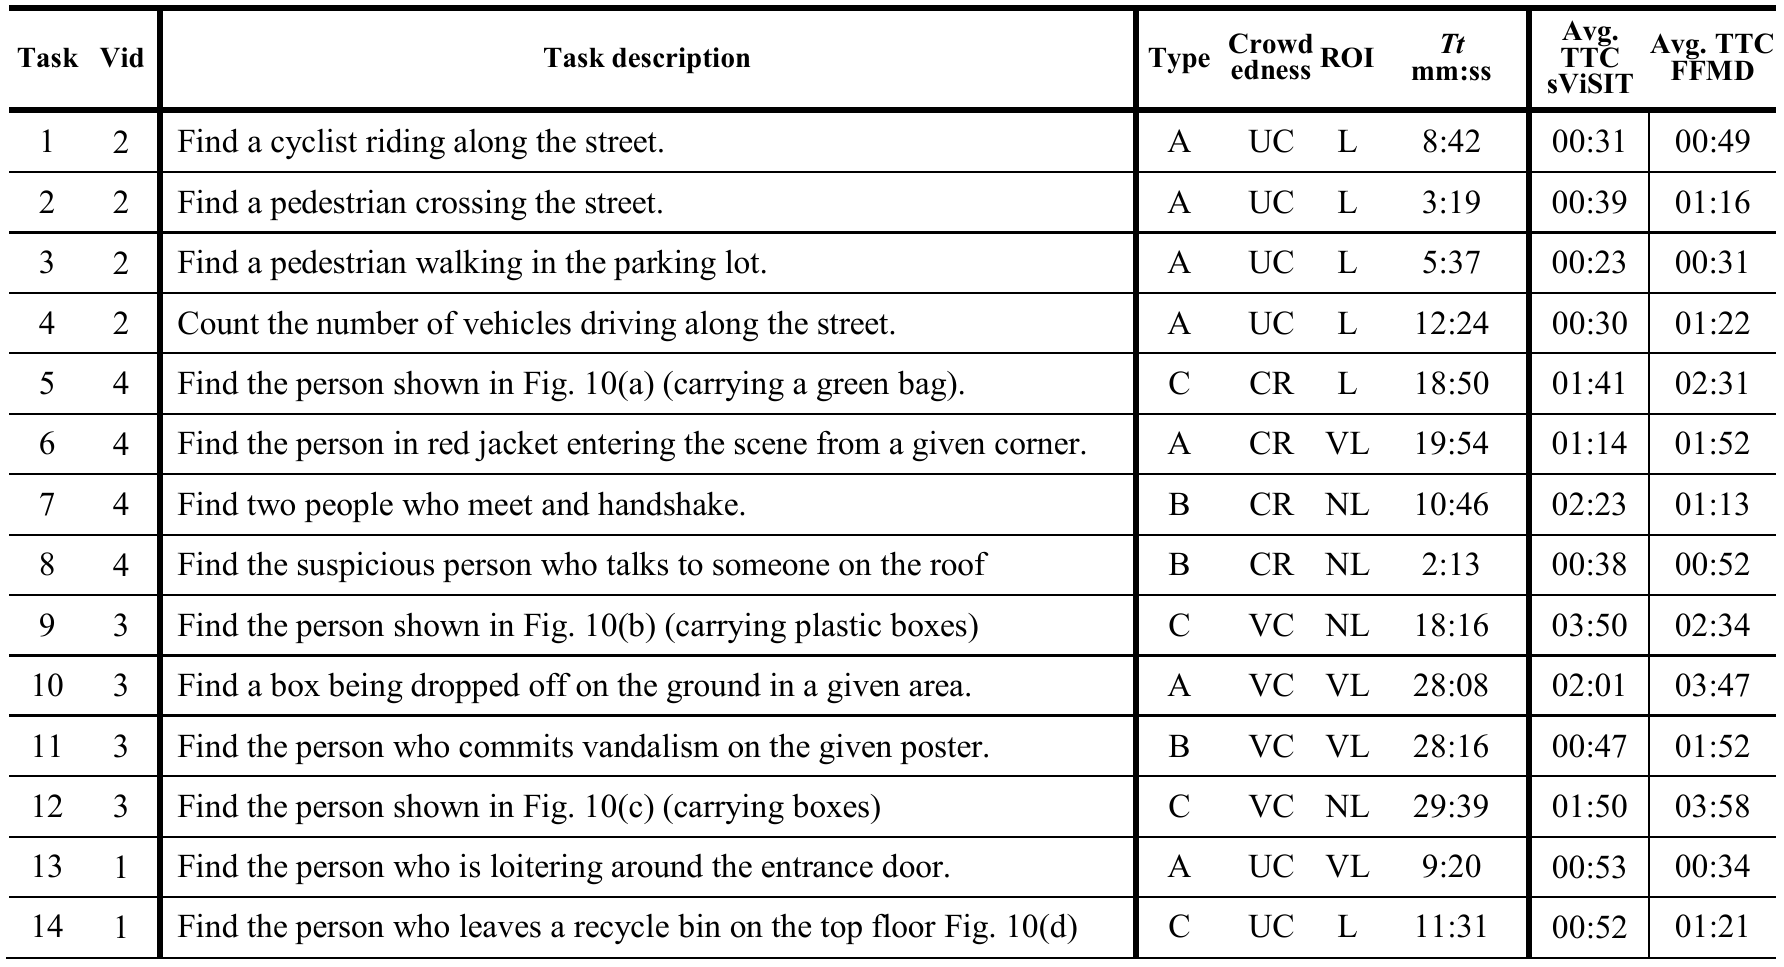 Task Vid Task description Type Crowd edness ROI Tt mm:ss Avg. TTC sViSIT Avg. TTC FFMD
1 2 Find a cyclist riding along the street. A UC L 8:42 00:31 00:49
2 2 Find a pedestrian crossing the street. A UC L 3:19 00:39 01:16
3 2 Find a pedestrian walking in the parking lot. A UC L 5:37 00:23 00:31
4 2 Count the number of vehicles driving along the street. A UC L 12:24 00:30 01:22
5 4 Find the person shown in Fig. 10(a) (carrying a green bag). C CR L 18:50 01:41 02:31
6 4 Find the person in red jacket entering the scene from a given corner. A CR VL 19:54 01:14 01:52
7 4 Find two people who meet and handshake. B CR NL 10:46 02:23 01:13
8 4 Find the suspicious person who talks to someone on the roof B CR NL 2:13 00:38 00:52
9 3 Find the person shown in Fig. 10(b) (carrying plastic boxes) C VC NL 18:16 03:50 02:34
10 3 Find a box being dropped off on the ground in a given area. A VC VL 28:08 02:01 03:47
11 3 Find the person who commits vandalism on the given poster. B VC VL 28:16 00:47 01:52
12 3 Find the person shown in Fig. 10(c) (carrying boxes) C VC NL 29:39 01:50 03:58
13 1 Find the person who is loitering around the entrance door. A UC VL 9:20 00:53 00:34
14 1 Find the person who leaves a recycle bin on the top floor Fig. 10(d) C UC L 11:31 00:52 01:21